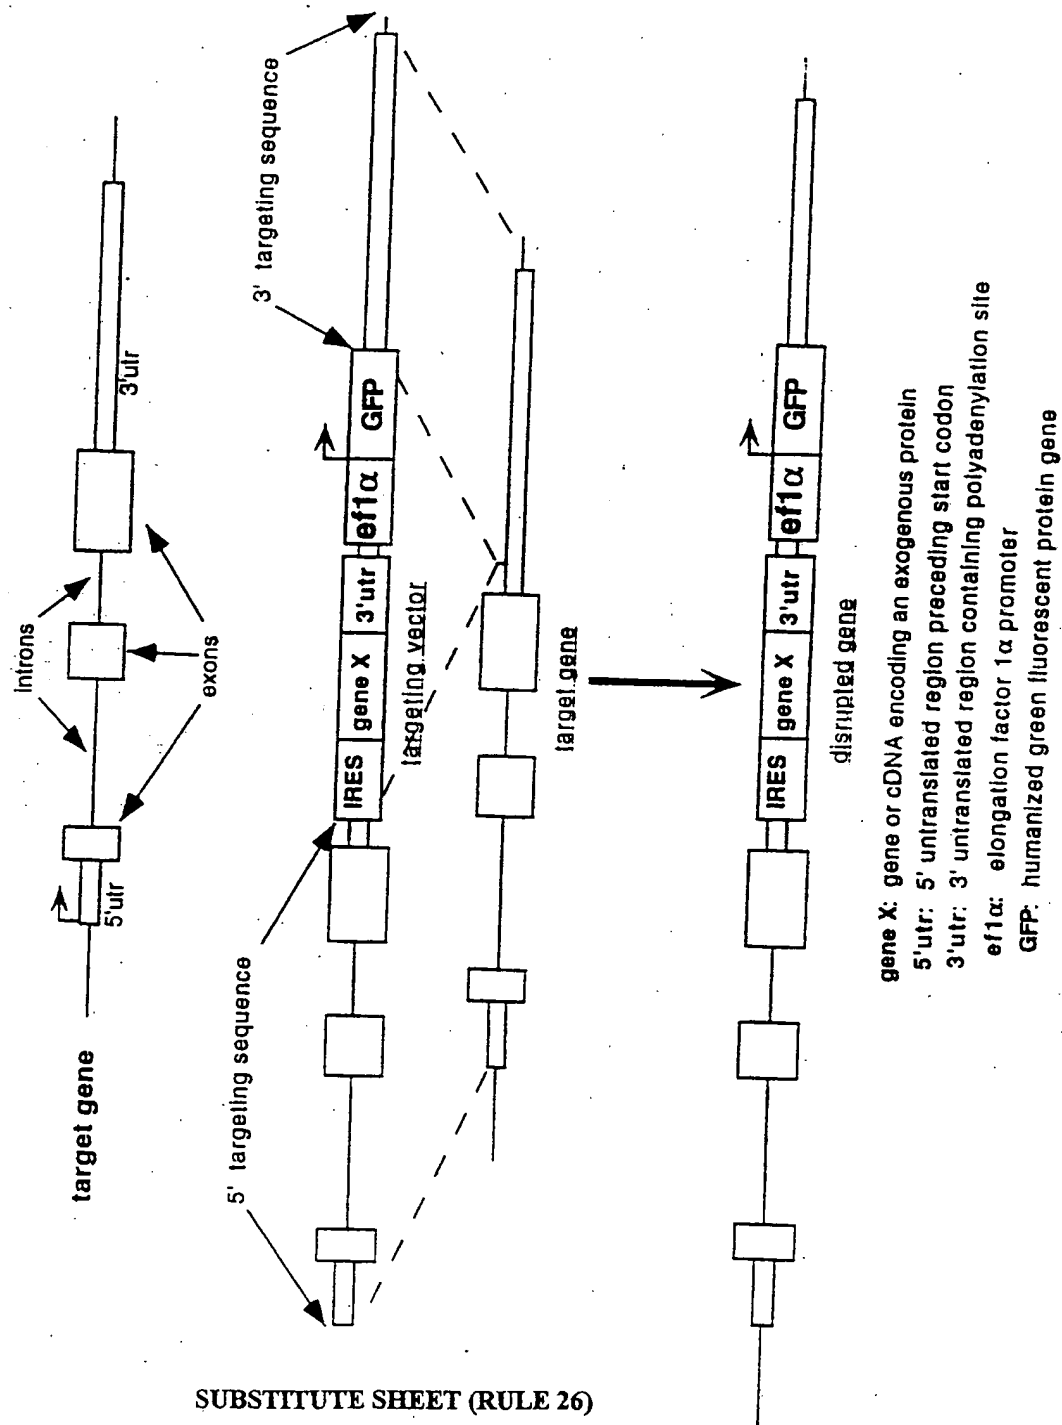 target gene
5'utr
Introns
exons
3'utr
5' targeting sequence
3' targeting sequence
IRES
gene X
3'utr
ef1α
GFP
targeting vector
target gene
IRES
gene X
3'utr
ef1α
GFP
disrupted gene
gene X: gene or cDNA encoding an exogenous protein
5'utr: 5' untranslated region preceding start codon
3'utr: 3' untranslated region containing polyadenylation site
ef1α: elongation factor 1α promoter
GFP: humanized green fluorescent protein gene
SUBSTITUTE SHEET (RULE 26)